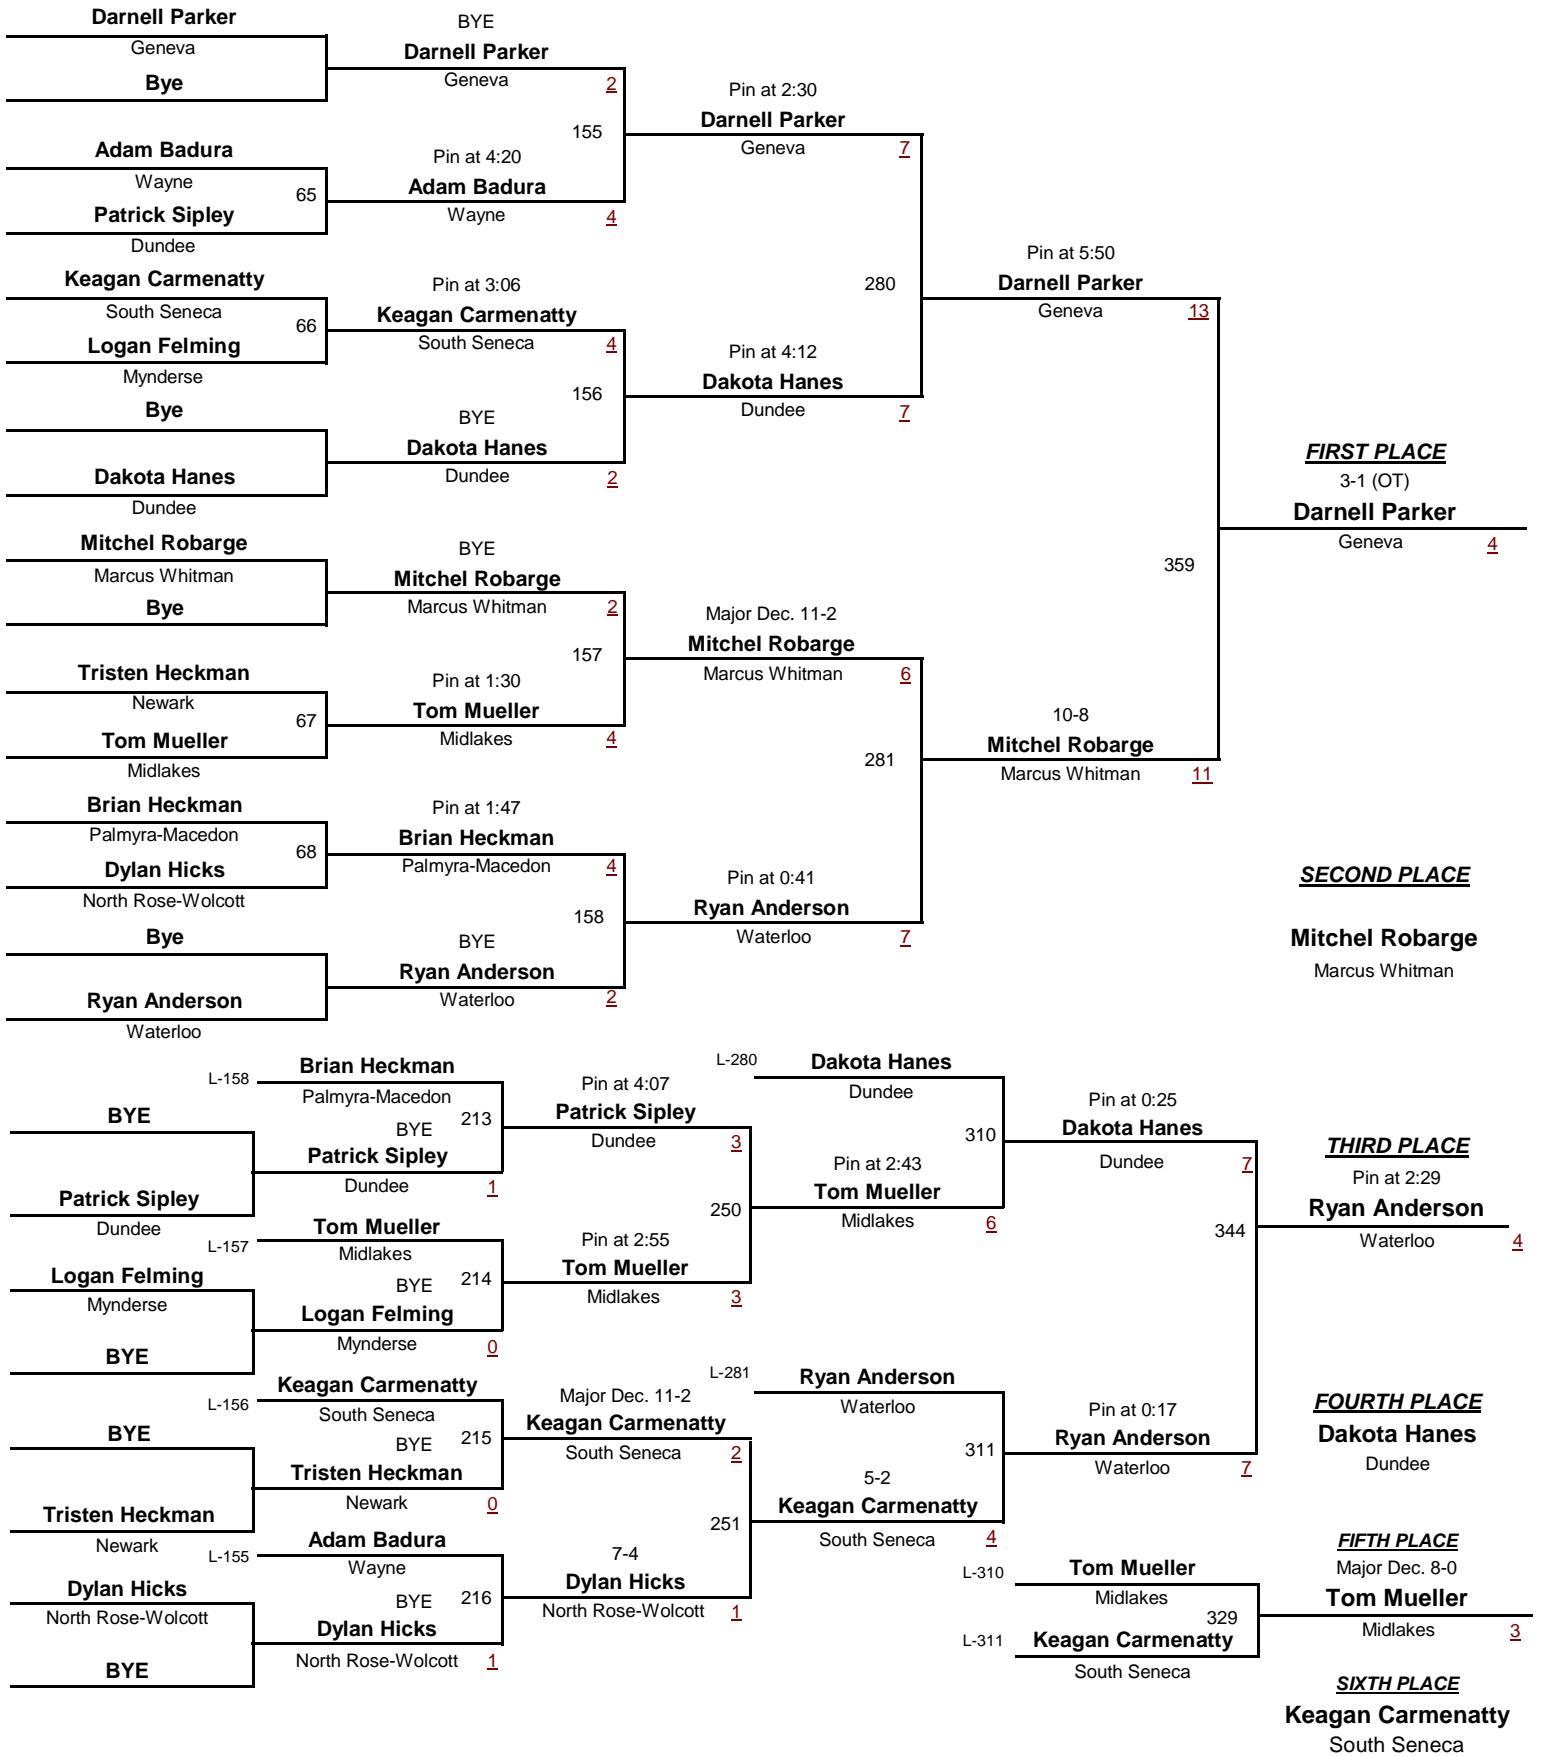 Darnell Parker
Geneva
Bye
Adam Badura
Wayne
65
Patrick Sipley
Dundee
Keagan Carmenatty
South Seneca
66
Logan Felming
Mynderse
Bye
Dakota Hanes
Dundee
Mitchel Robarge
Marcus Whitman
Bye
Tristen Heckman
Newark
67
Tom Mueller
Midlakes
Brian Heckman
Palmyra-Macedon
68
Dylan Hicks
North Rose-Wolcott
Bye
Ryan Anderson
Waterloo
BYE
Darnell Parker
Geneva
2
155
Pin at 4:20
Adam Badura
Wayne
4
Pin at 3:06
Keagan Carmenatty
South Seneca
4
156
BYE
Dakota Hanes
Dundee
2
BYE
Mitchel Robarge
Marcus Whitman
2
157
Pin at 1:30
Tom Mueller
Midlakes
4
Pin at 1:47
Brian Heckman
Palmyra-Macedon
4
158
BYE
Ryan Anderson
Waterloo
2
Pin at 2:30
Darnell Parker
Geneva
7
280
Pin at 4:12
Dakota Hanes
Dundee
7
Major Dec. 11-2
Mitchel Robarge
Marcus Whitman
6
281
Pin at 0:41
Ryan Anderson
Waterloo
7
Pin at 5:50
Darnell Parker
Geneva
13
359
10-8
Mitchel Robarge
Marcus Whitman
11
FIRST PLACE
3-1 (OT)
Darnell Parker
Geneva
4
SECOND PLACE
Mitchel Robarge
Marcus Whitman
BYE
Patrick Sipley
Dundee
Logan Felming
Mynderse
BYE
BYE
Tristen Heckman
Newark
Dylan Hicks
North Rose-Wolcott
BYE
L-158
Brian Heckman
Palmyra-Macedon
213
BYE
Patrick Sipley
Dundee
1
L-157
Tom Mueller
Midlakes
214
BYE
Logan Felming
Mynderse
0
L-156
Keagan Carmenatty
South Seneca
215
BYE
Tristen Heckman
Newark
0
L-155
Adam Badura
Wayne
216
BYE
Dylan Hicks
North Rose-Wolcott
1
Pin at 4:07
Patrick Sipley
Dundee
3
250
Pin at 2:55
Tom Mueller
Midlakes
3
Major Dec. 11-2
Keagan Carmenatty
South Seneca
2
251
7-4
Dylan Hicks
North Rose-Wolcott
1
L-280
Dakota Hanes
Dundee
310
Pin at 2:43
Tom Mueller
Midlakes
6
L-281
Ryan Anderson
Waterloo
311
5-2
Keagan Carmenatty
South Seneca
4
Pin at 0:25
Dakota Hanes
Dundee
7
344
Pin at 0:17
Ryan Anderson
Waterloo
7
THIRD PLACE
Pin at 2:29
Ryan Anderson
Waterloo
4
FOURTH PLACE
Dakota Hanes
Dundee
L-310
Tom Mueller
Midlakes
329
L-311
Keagan Carmenatty
South Seneca
FIFTH PLACE
Major Dec. 8-0
Tom Mueller
Midlakes
3
SIXTH PLACE
Keagan Carmenatty
South Seneca